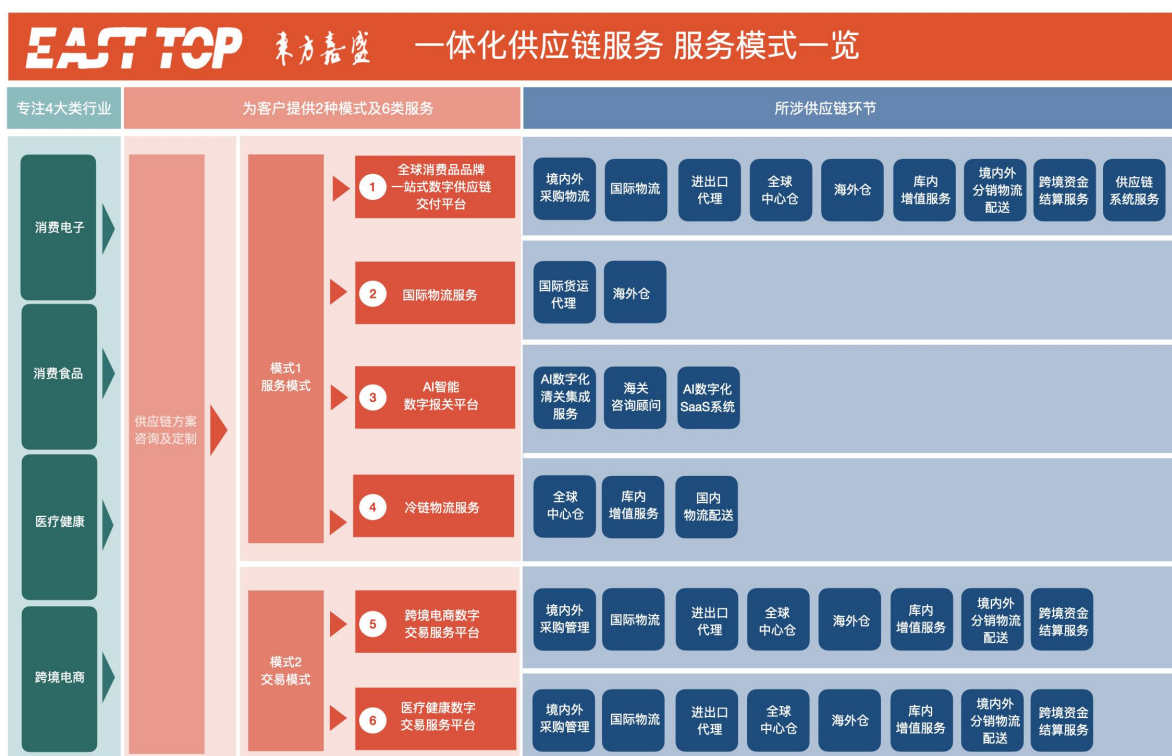 EAST TOP 東方嘉盛 一体化供应链服务 服务模式一览
专注4大类行业
为客户提供2种模式及6类服务
所涉供应链环节
消费电子
消费食品
医疗健康
跨境电商
供应链方案
咨询及定制
模式1
服务模式
1
全球消费品品牌
一站式数字供应链
交付平台
境内外
采购物流
国际物流
进出口
代理
全球
中心仓
海外仓
库内
增值服务
境内外
分销物流
配送
跨境资金
结算服务
供应链
系统服务
2
国际物流服务
国际货运
代理
海外仓
3
AI智能
数字报关平台
AI数字化
清关集成
服务
海关
咨询顾问
AI数字化
SaaS系统
4
冷链物流服务
全球
中心仓
库内
增值服务
国内
物流配送
模式2
交易模式
5
跨境电商数字
交易服务平台
境内外
采购管理
国际物流
进出口
代理
全球
中心仓
海外仓
库内
增值服务
境内外
分销物流
配送
跨境资金
结算服务
6
医疗健康数字
交易服务平台
境内外
采购管理
国际物流
进出口
代理
全球
中心仓
海外仓
库内
增值服务
境内外
分销物流
配送
跨境资金
结算服务